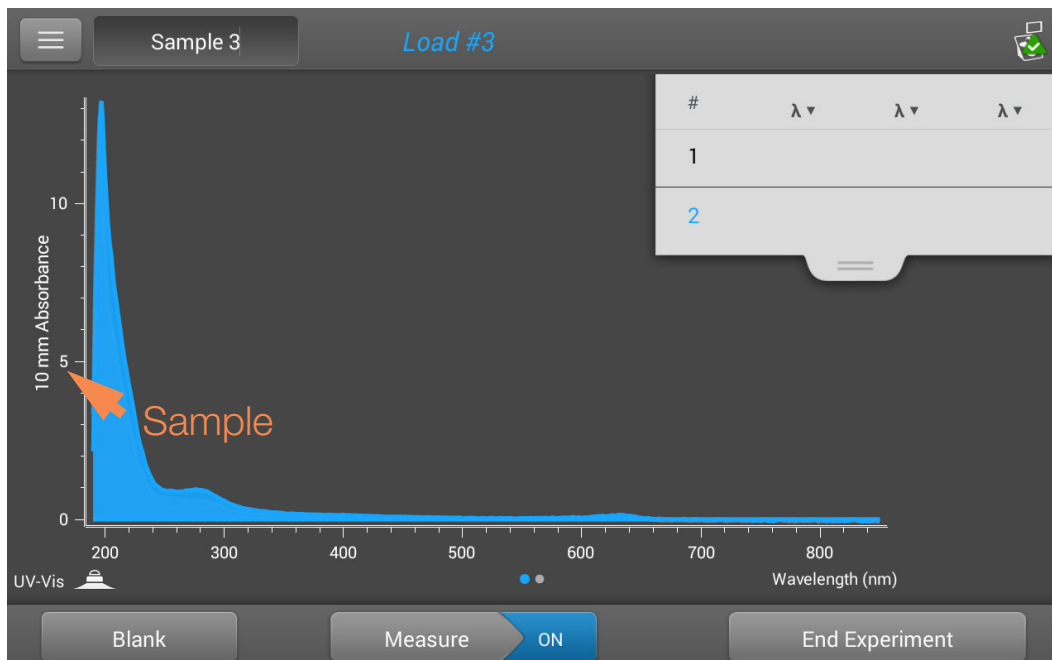 Sample 3
Load #3
# λ λ λ
1
2
10
5
0
10 mm Absorbance
Sample
200 300 400 500 600 700 800
UV-Vis
Wavelength (nm)
Blank
Measure
ON
End Experiment